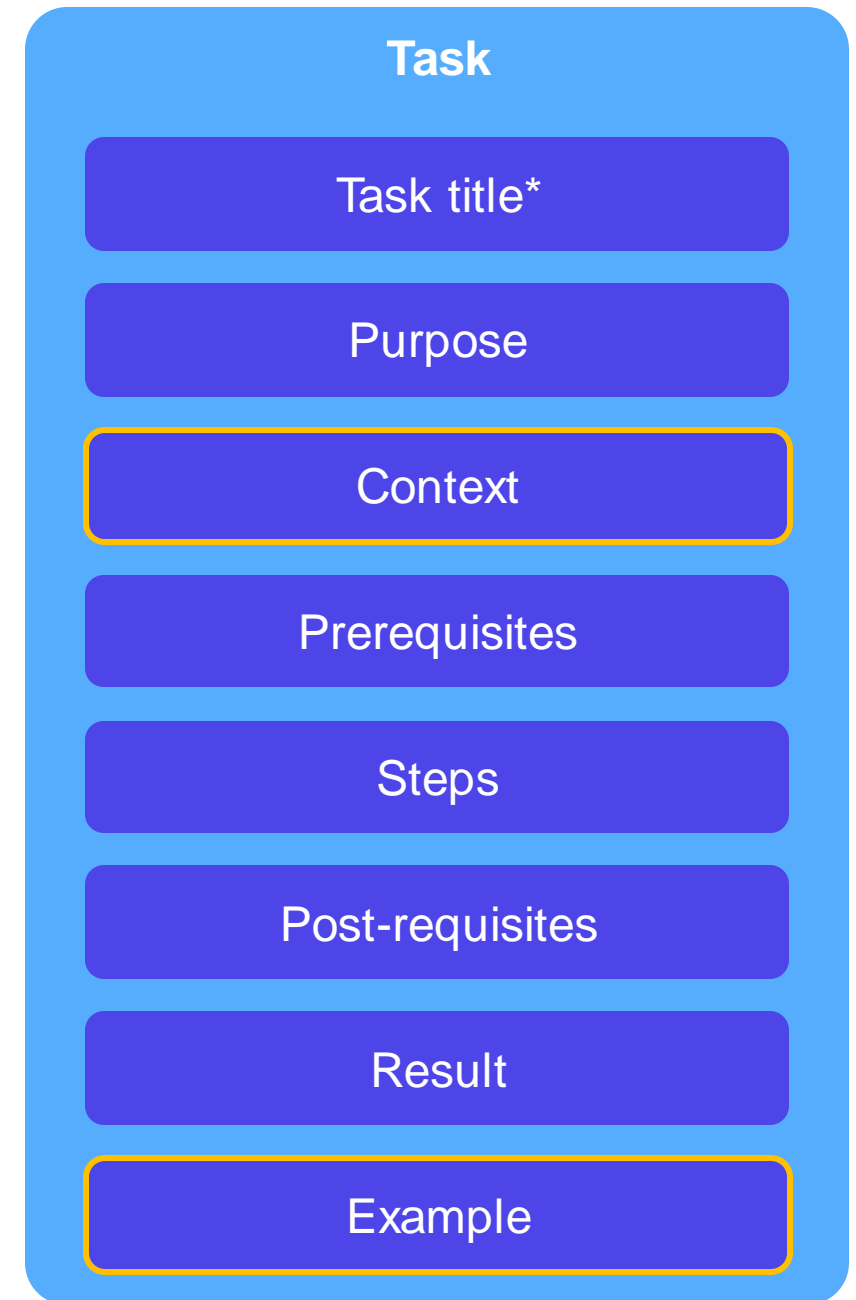 Task
Task title*
Purpose
Context
Prerequisites
Steps
Post-requisites
Result
Example